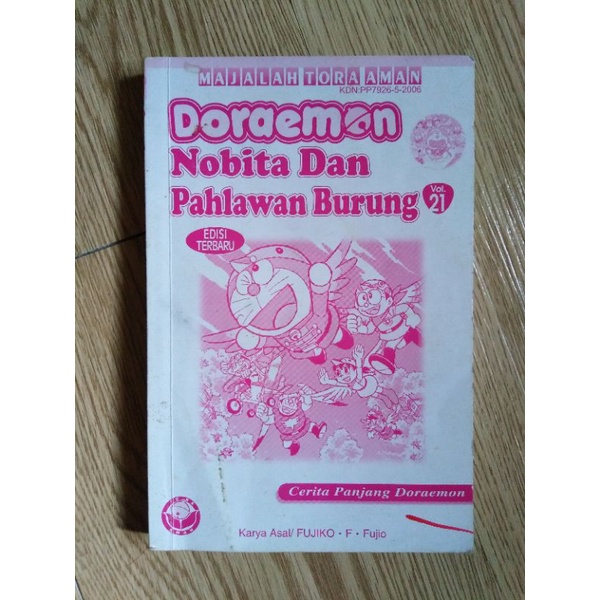 MAJALAH TORA AMAN
KDN:PP7926-5-2006
Doraemon
Nobita Dan
Pahlawan Burung
Vol.
21
EDISI
TERBARU
Cerita Panjang Doraemon
Karya Asal/ FUJIKO • F • Fujio